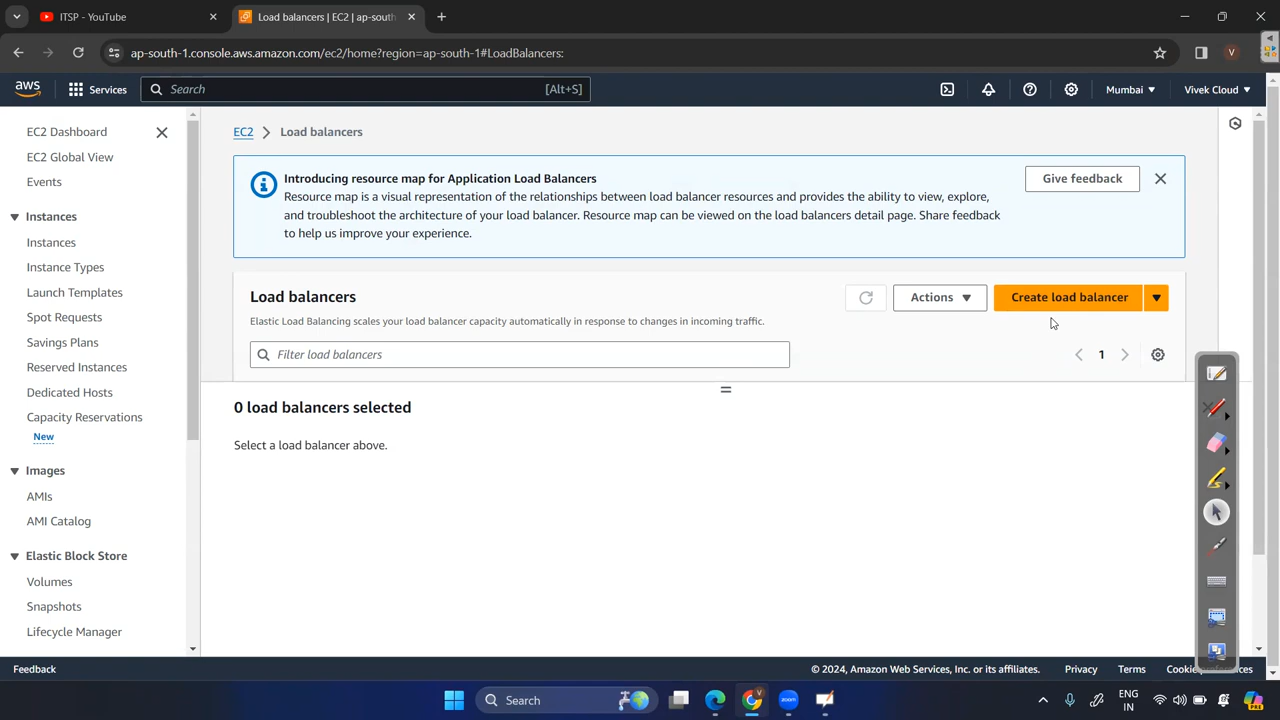 ITSP - YouTube
Load balancers | EC2 | ap-south
ap-south-1.console.aws.amazon.com/ec2/home?region=ap-south-1#LoadBalancers:
V
aws
Services
Search
[Alt+S]
Mumbai
Vivek Cloud
EC2 Dashboard
EC2 Global View
Events
Instances
Instances
Instance Types
Launch Templates
Spot Requests
Savings Plans
Reserved Instances
Dedicated Hosts
Capacity Reservations
New
Images
AMIs
AMI Catalog
Elastic Block Store
Volumes
Snapshots
Lifecycle Manager
EC2 > Load balancers
Introducing resource map for Application Load Balancers
Resource map is a visual representation of the relationships between load balancer resources and provides the ability to view, explore,
and troubleshoot the architecture of your load balancer. Resource map can be viewed on the load balancers detail page. Share feedback
to help us improve your experience.
Give feedback
Load balancers
Actions
Create load balancer
Elastic Load Balancing scales your load balancer capacity automatically in response to changes in incoming traffic.
Filter load balancers
1
0 load balancers selected
Select a load balancer above.
Feedback
© 2024, Amazon Web Services, Inc. or its affiliates.
Privacy
Terms
Cookie preferences
Search
zoom
ENG
IN